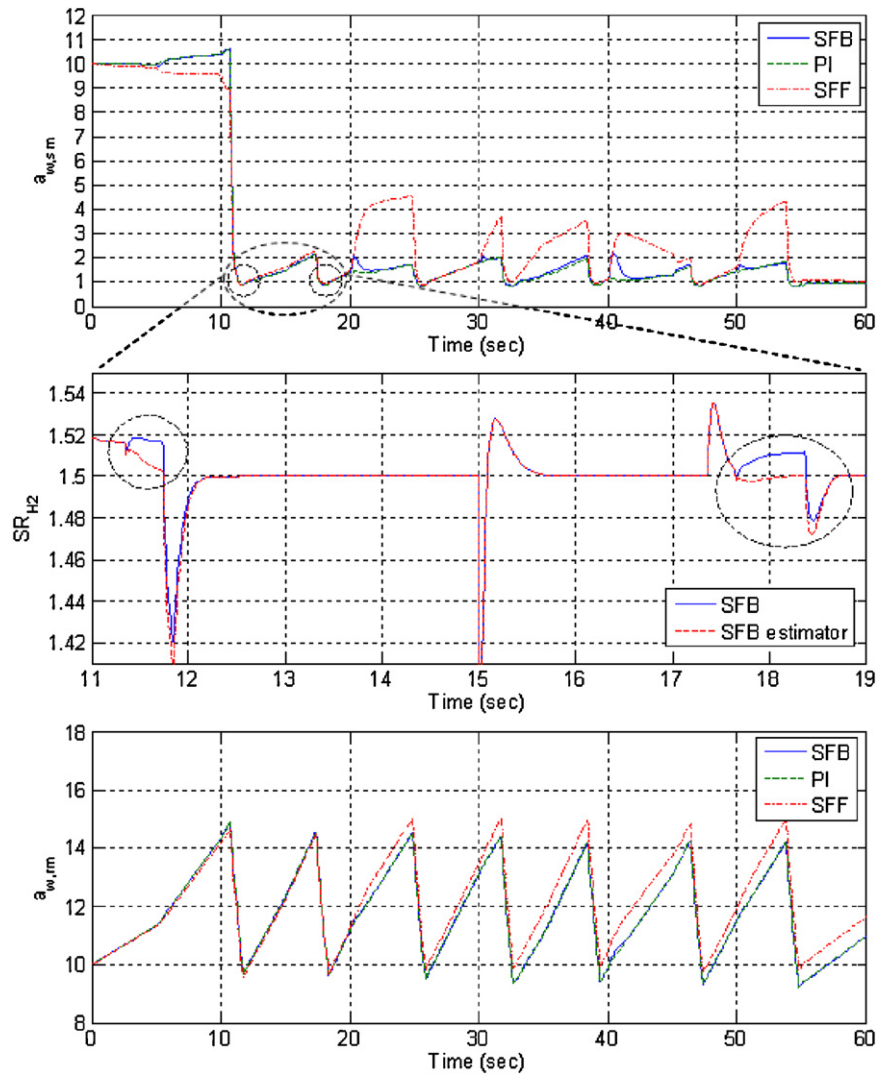 12
11
10
9
8
7
6
5
4
3
2
1
0
a_w,sm
SFB
PI
SFF
0 10 20 30 40 50 60
Time (sec)
1.54
1.52
1.5
1.48
1.46
1.44
1.42
SR_H2
SFB
SFB estimator
11 12 13 14 15 16 17 18 19
Time (sec)
18
16
14
12
10
8
a_w,rm
SFB
PI
SFF
0 10 20 30 40 50 60
Time (sec)